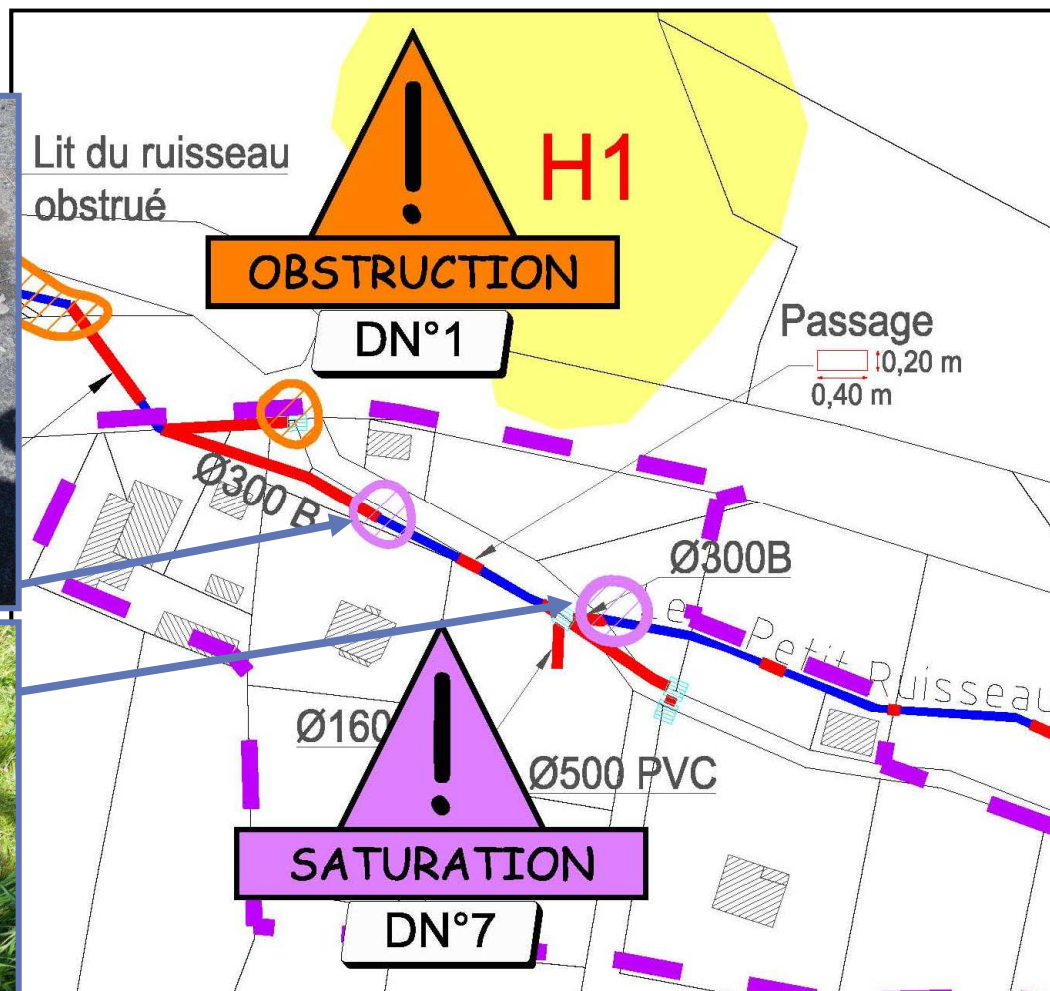 Lit du ruisseau
obstrué
H1
OBSTRUCTION
DN°1
Passage
0,20 m
0,40 m
Ø300 B
Ø300B
e Petit Ruisseau
Ø160
Ø500 PVC
SATURATION
DN°7